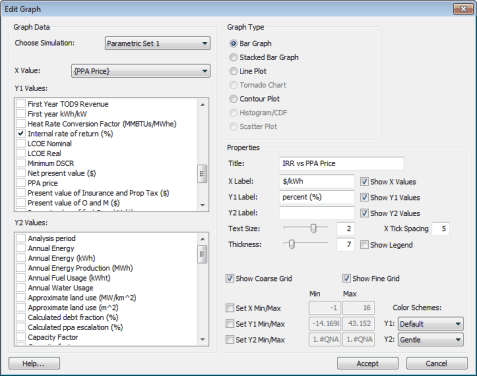 Edit Graph
Graph Data
Choose Simulation: Parametric Set 1
X Value: {PPA Price}
Y1 Values:
First Year TOD9 Revenue
First year kWh/kW
Heat Rate Conversion Factor (MMBTUs/MWhe)
Internal rate of return (%)
LCOE Nominal
LCOE Real
Minimum DSCR
Net present value ($)
PPA price
Present value of Insurance and Prop Tax ($)
Present value of O and M ($)
Y2 Values:
Analysis period
Annual Energy
Annual Energy (kWh)
Annual Energy Production (MWh)
Annual Fuel Usage (kWht)
Annual Water Usage
Approximate land use (MW/km^2)
Approximate land use (m^2)
Calculated debt fraction (%)
Calculated ppa escalation (%)
Capacity Factor
Graph Type
Bar Graph
Stacked Bar Graph
Line Plot
Tornado Chart
Contour Plot
Histogram/CDF
Scatter Plot
Properties
Title: IRR vs PPA Price
X Label: $/kWh Show X Values
Y1 Label: percent (%) Show Y1 Values
Y2 Label: Show Y2 Values
Text Size: 2 X Tick Spacing 5
Thickness: 7 Show Legend
Show Coarse Grid Show Fine Grid
Min Max
Set X Min/Max -1 16 Color Schemes:
Set Y1 Min/Max -14.169 43.152 Y1: Default
Set Y2 Min/Max 1.#QNA 1.#QNA Y2: Gentle
Help... Accept Cancel